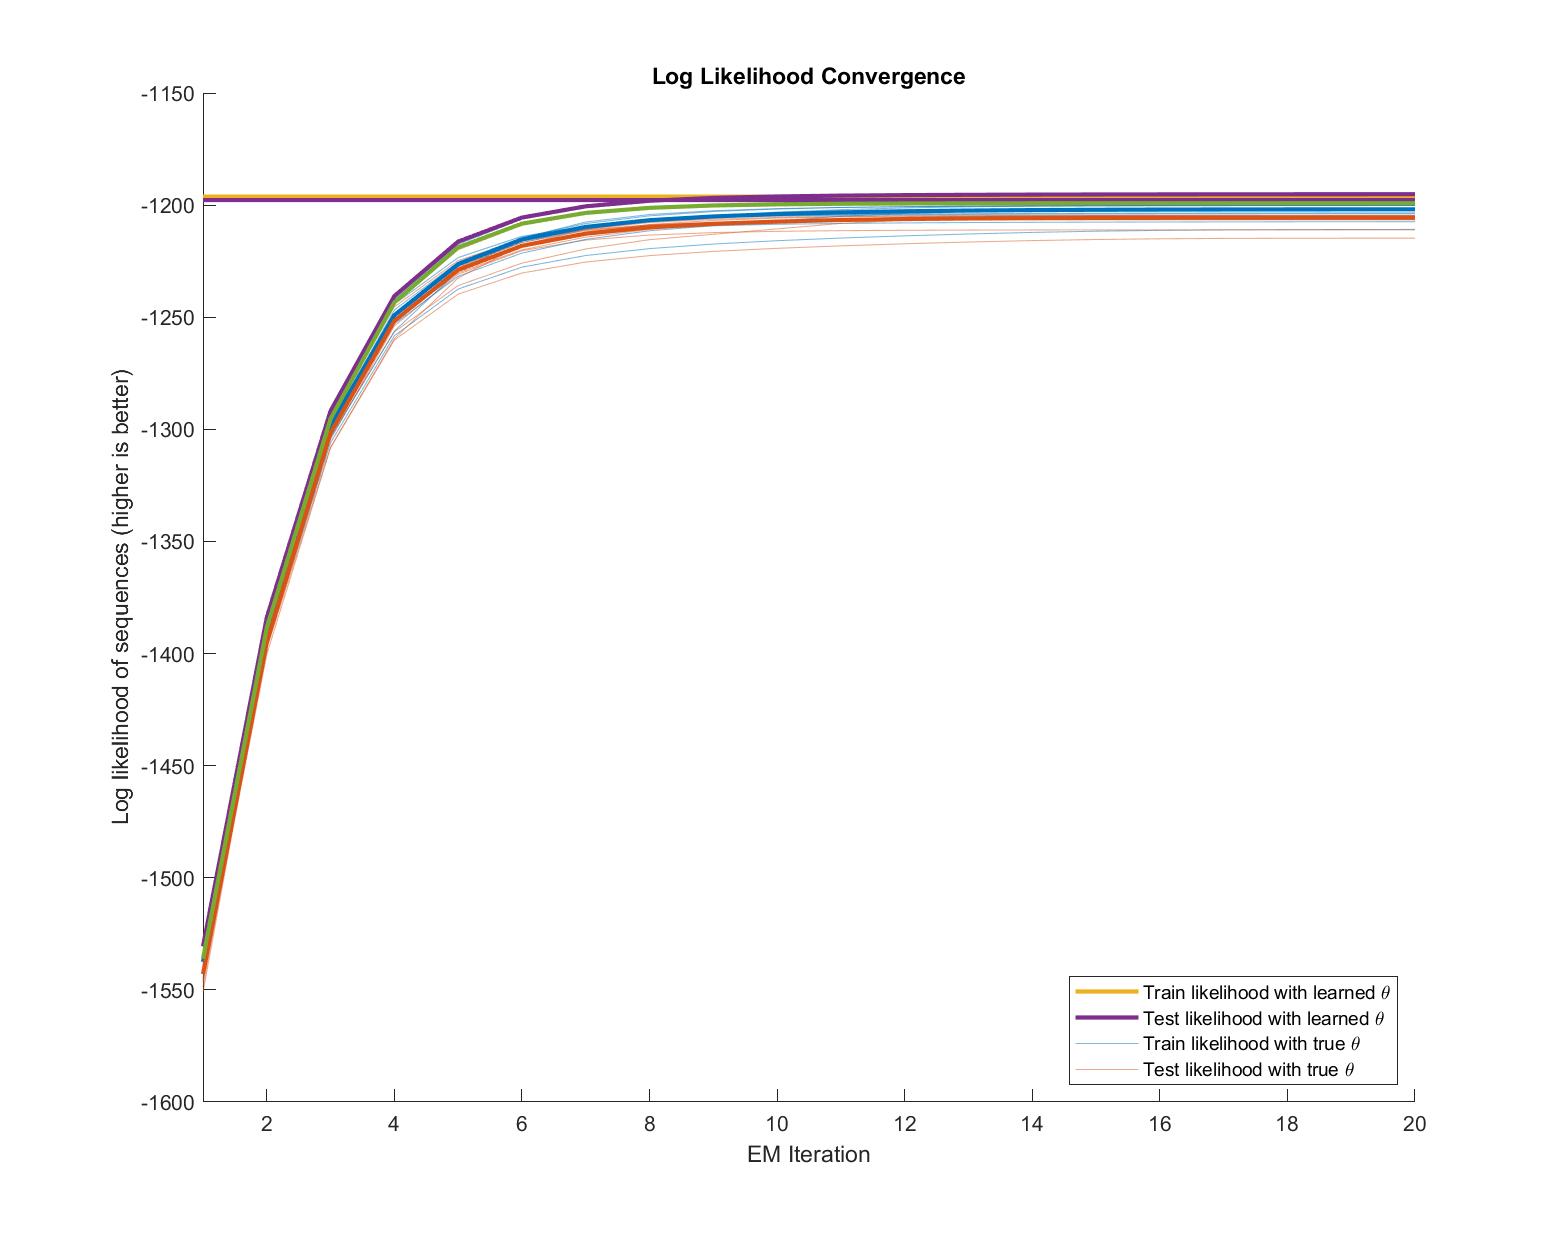 Log Likelihood Convergence
Log likelihood of sequences (higher is better)
-1150
-1200
-1250
-1300
-1350
-1400
-1450
-1500
-1550
-1600
Train likelihood with learned θ
Test likelihood with learned θ
Train likelihood with true θ
Test likelihood with true θ
2 4 6 8 10 12 14 16 18 20
EM Iteration